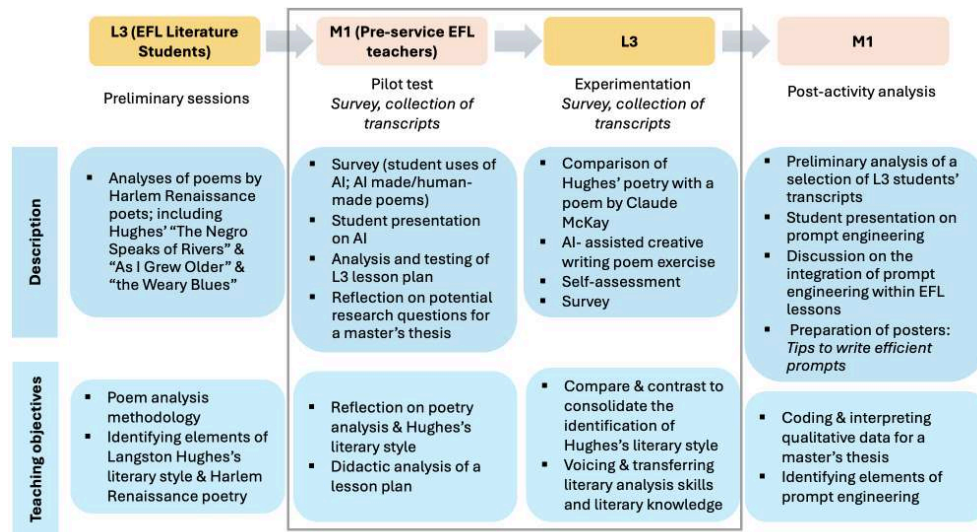 L3 (EFL Literature
Students)
M1 (Pre-service EFL
teachers)
L3
M1
Preliminary sessions
Pilot test
Survey, collection of
transcripts
Experimentation
Survey, collection of
transcripts
Post-activity analysis
Description
▪ Analyses of poems by
Harlem Renaissance
poets; including
Hughes’ “The Negro
Speaks of Rivers” &
“As I Grew Older” &
“the Weary Blues”
▪ Survey (student uses of
AI; AI made/human-
made poems)
▪ Student presentation
on AI
▪ Analysis and testing of
L3 lesson plan
▪ Reflection on potential
research questions for
a master’s thesis
▪ Comparison of
Hughes’ poetry with a
poem by Claude
McKay
▪ AI- assisted creative
writing poem exercise
▪ Self-assessment
▪ Survey
▪ Preliminary analysis of a
selection of L3 students’
transcripts
▪ Student presentation on
prompt engineering
▪ Discussion on the
integration of prompt
engineering within EFL
lessons
▪ Preparation of posters:
Tips to write efficient
prompts
Teaching objectives
▪ Poem analysis
methodology
▪ Identifying elements of
Langston Hughes’s
literary style & Harlem
Renaissance poetry
▪ Reflection on poetry
analysis & Hughes’s
literary style
▪ Didactic analysis of a
lesson plan
▪ Compare & contrast to
consolidate the
identification of
Hughes’s literary style
▪ Voicing & transferring
literary analysis skills
and literary knowledge
▪ Coding & interpreting
qualitative data for a
master’s thesis
▪ Identifying elements of
prompt engineering